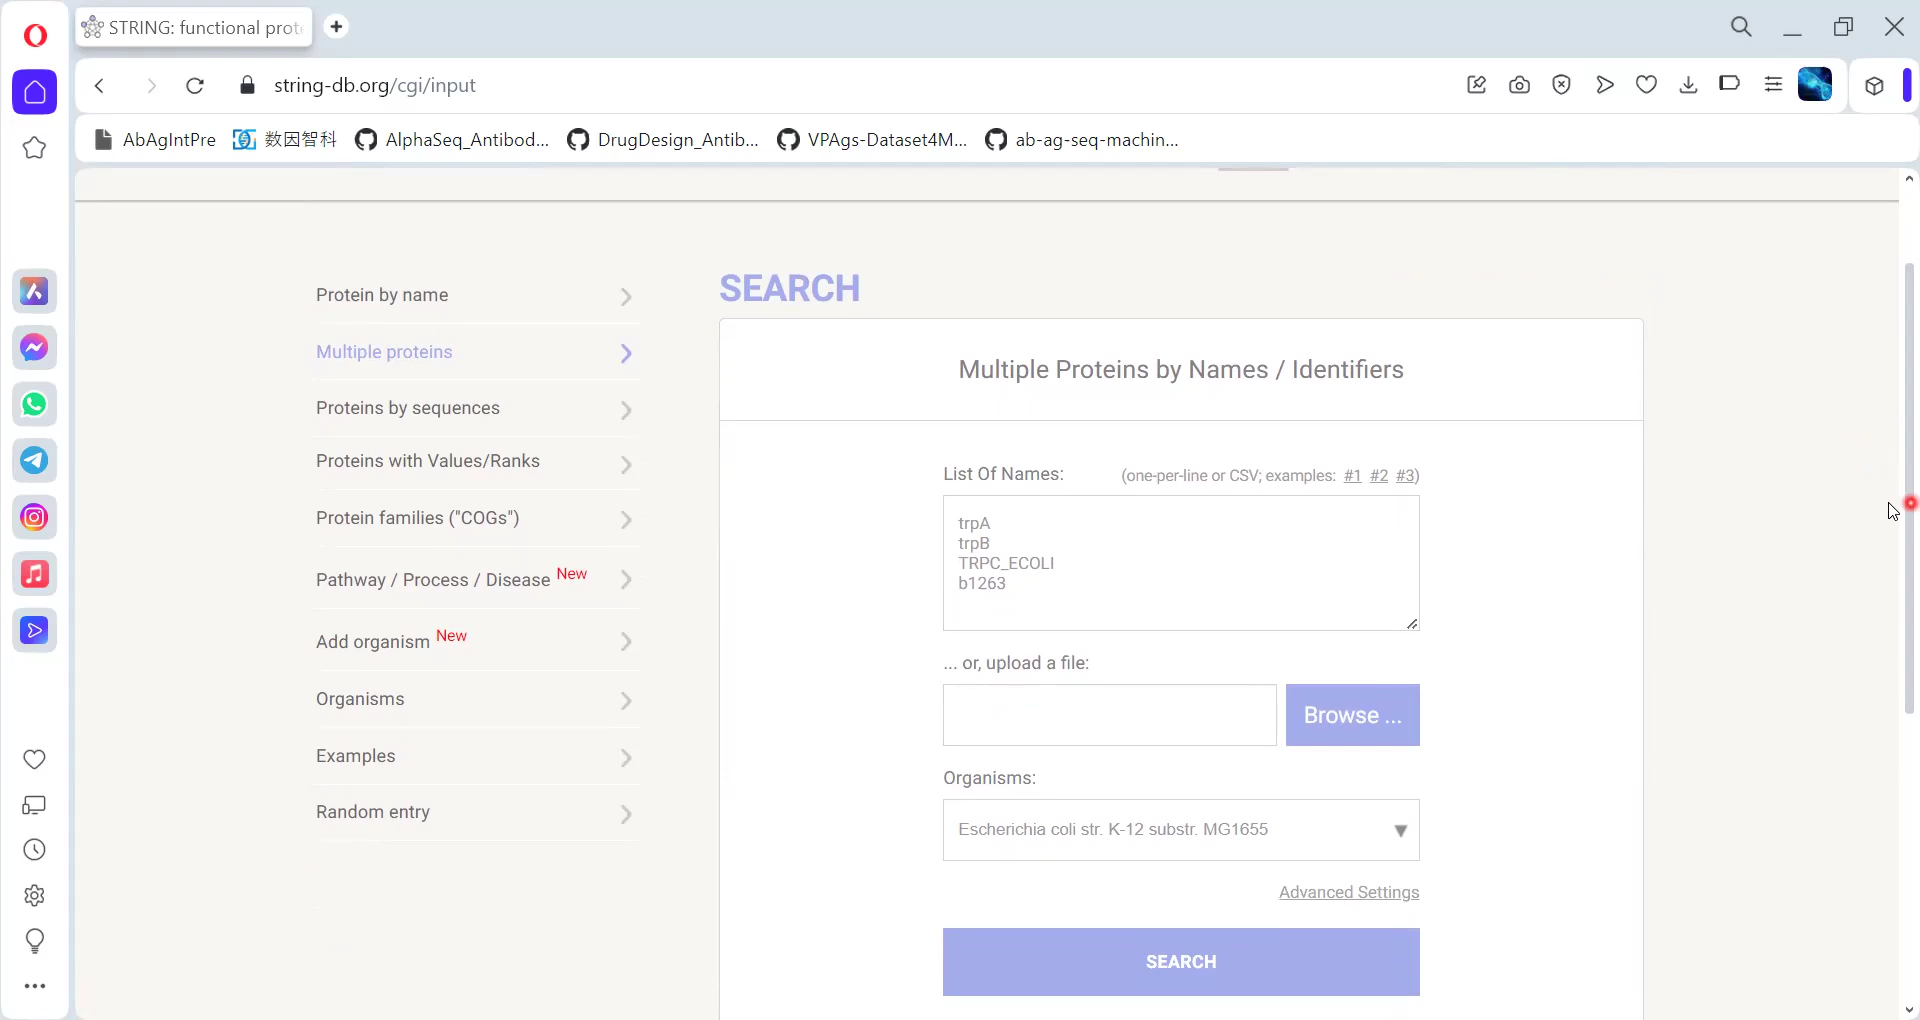 STRING: functional prot
string-db.org/cgi/input
AbAgIntPre
数因智科
AlphaSeq_Antibod...
DrugDesign_Antib...
VPAgs-Dataset4M...
ab-ag-seq-machin...
Protein by name
Multiple proteins
Proteins by sequences
Proteins with Values/Ranks
Protein families ("COGs")
Pathway / Process / Disease New
Add organism New
Organisms
Examples
Random entry
SEARCH
Multiple Proteins by Names / Identifiers
List Of Names: (one-per-line or CSV; examples: #1 #2 #3)
trpA
trpB
TRPC_ECOLI
b1263
... or, upload a file:
Browse ...
Organisms:
Escherichia coli str. K-12 substr. MG1655
Advanced Settings
SEARCH